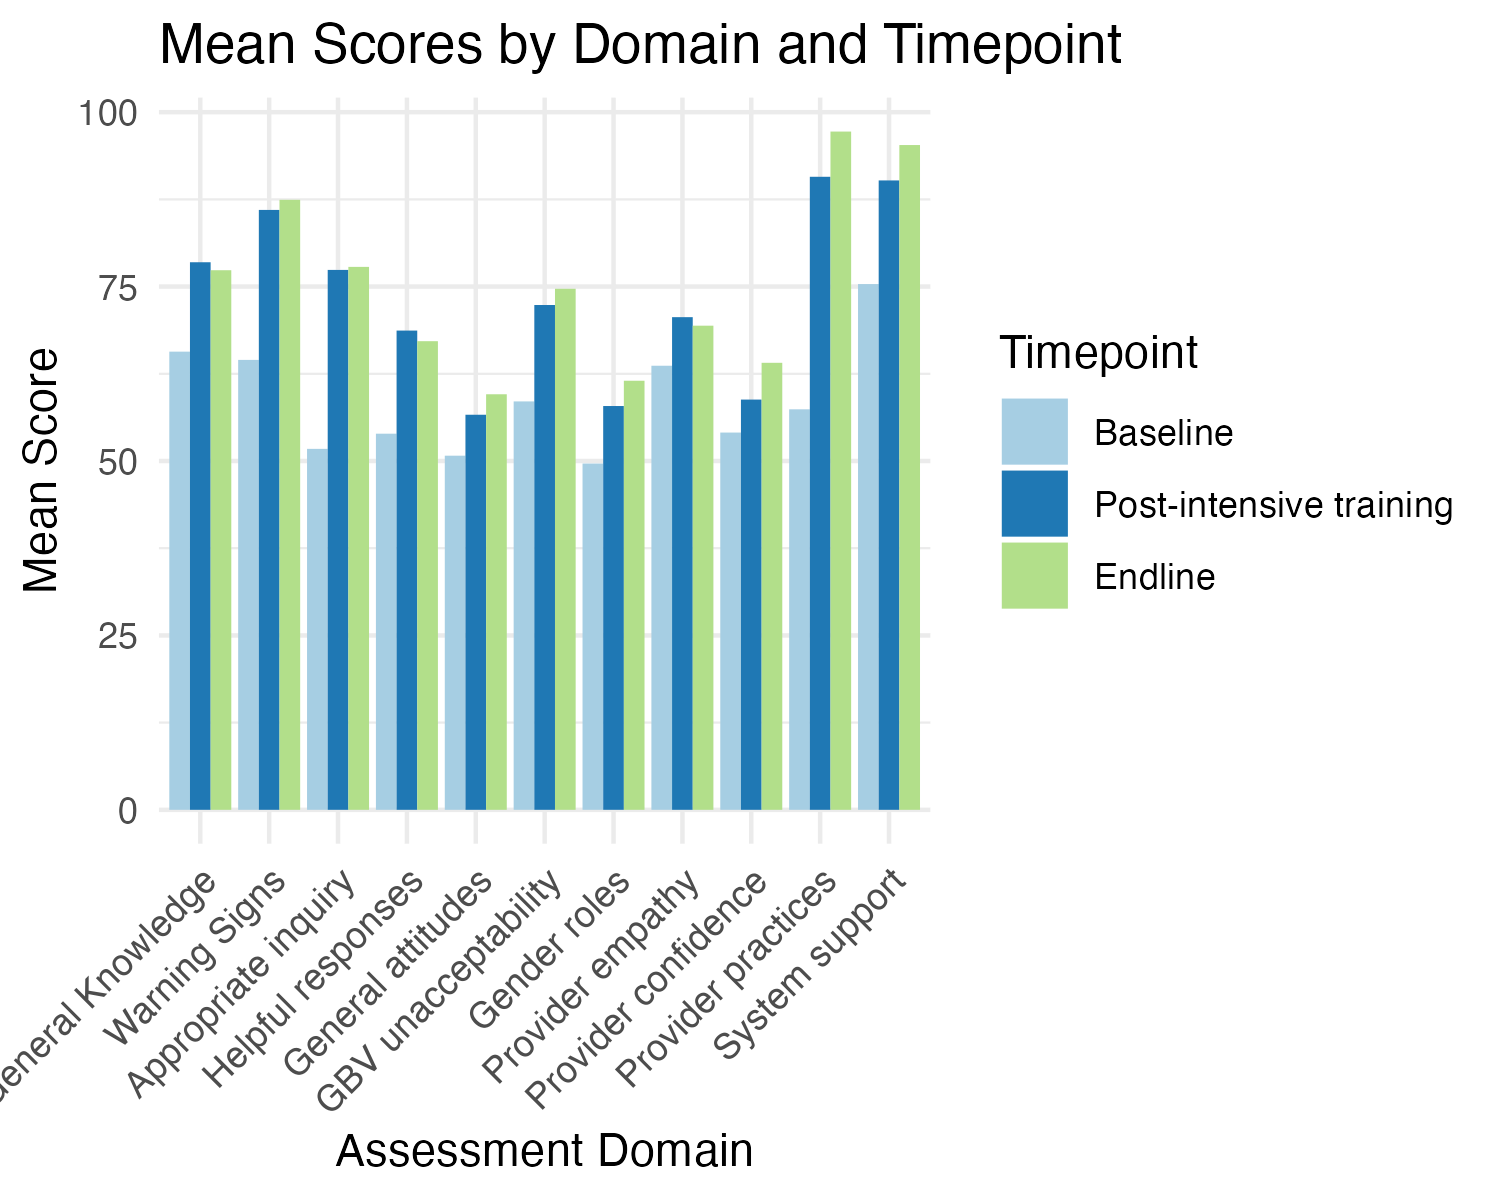 Mean Scores by Domain and Timepoint
100
75
50
25
0
Mean Score
eneral Knowledge
Warning Signs
Appropriate inquiry
Helpful responses
General attitudes
GBV unacceptability
Gender roles
Provider empathy
Provider confidence
Provider practices
System support
Assessment Domain
Timepoint
Baseline
Post-intensive training
Endline